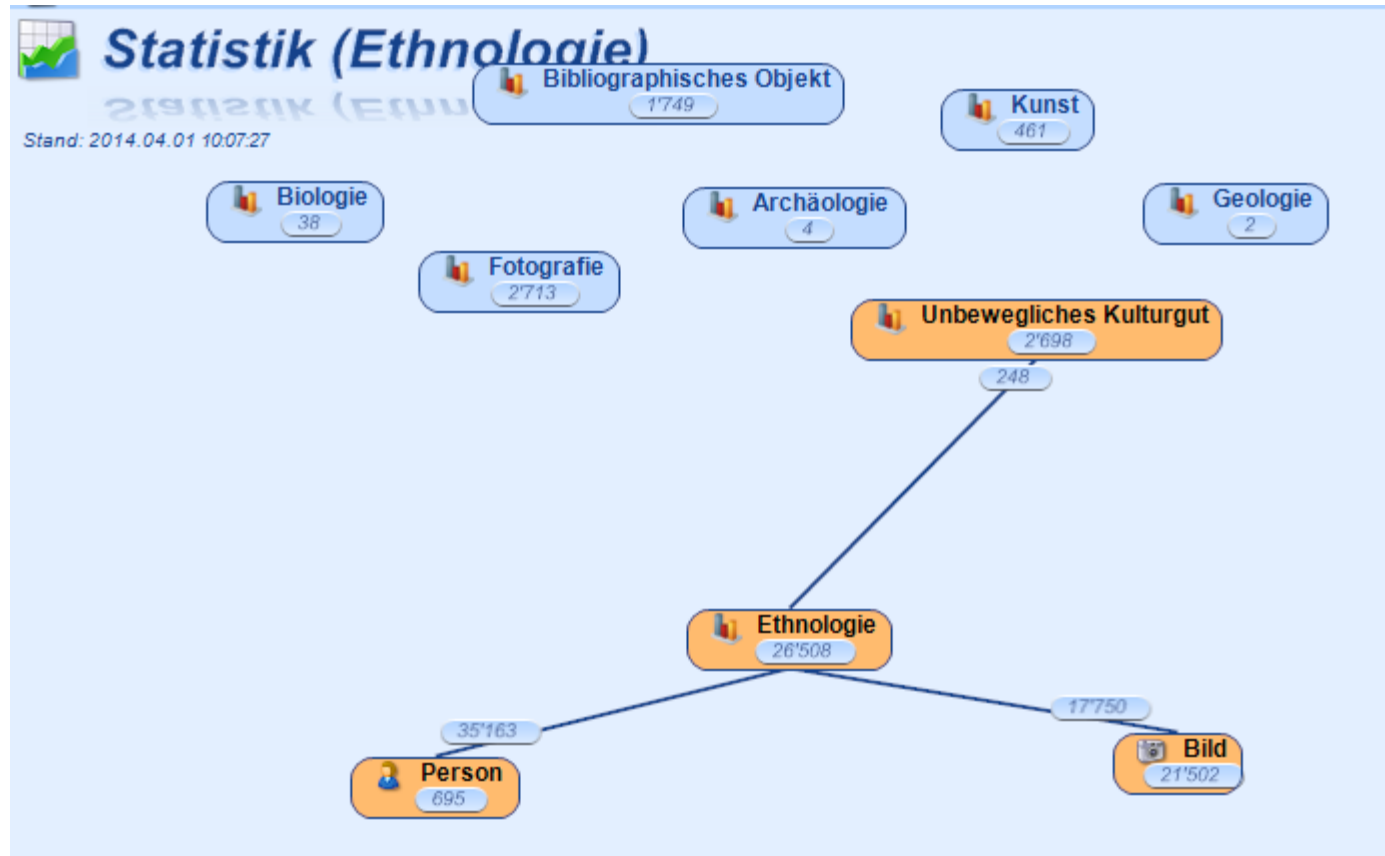 Statistik (Ethnologie)
Bibliographisches Objekt
1'749
Kunst
461
Stand: 2014.04.01 10:07:27
Biologie
38
Archäologie
4
Geologie
2
Fotografie
2'713
Unbewegliches Kulturgut
2'698
248
Ethnologie
26'508
35'163
17'750
Person
695
Bild
21'502